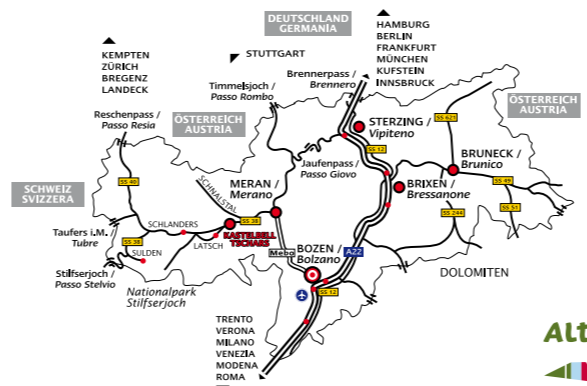 DEUTSCHLAND
GERMANIA
HAMBURG
BERLIN
FRANKFURT
MÜNCHEN
KUFSTEIN
INNSBRUCK
KEMPTEN
ZÜRICH
BREGENZ
LANDECK
STUTTGART
Timmelsjoch /
Passo Rombo
Brennerpass /
Brennero
Reschenpass /
Passo Resia
ÖSTERREICH
AUSTRIA
ÖSTERREICH
AUSTRIA
STERZING /
Vipiteno
SS 621
SS 12
Jaufenpass /
Passo Giovo
BRUNECK /
Brunico
SCHWEIZ
SVIZZERA
SS 40
SCHNALSTAL
MERAN /
Merano
BRIXEN /
Bressanone
SS 49
SS 51
SS 244
Taufers i.M.
Tubre
SCHLANDERS
SS 38
KASTELBELL
TSCHARS
SS 38
LATSCH
SULDEN
Mebo
BOZEN /
Bolzano
A22
DOLOMITEN
Stilfserjoch /
Passo Stelvio
Nationalpark
Stilfserjoch
SS 12
TRENTO
VERONA
MILANO
VENEZIA
MODENA
ROMA
Alt